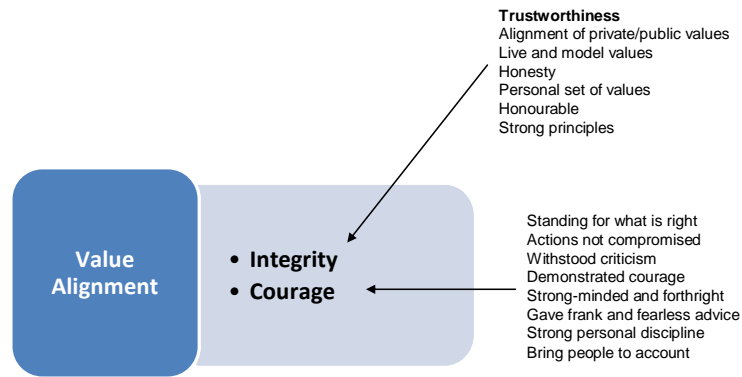 Trustworthiness
Alignment of private/public values
Live and model values
Honesty
Personal set of values
Honourable
Strong principles
Value
Alignment
• Integrity
• Courage
Standing for what is right
Actions not compromised
Withstood criticism
Demonstrated courage
Strong-minded and forthright
Gave frank and fearless advice
Strong personal discipline
Bring people to account